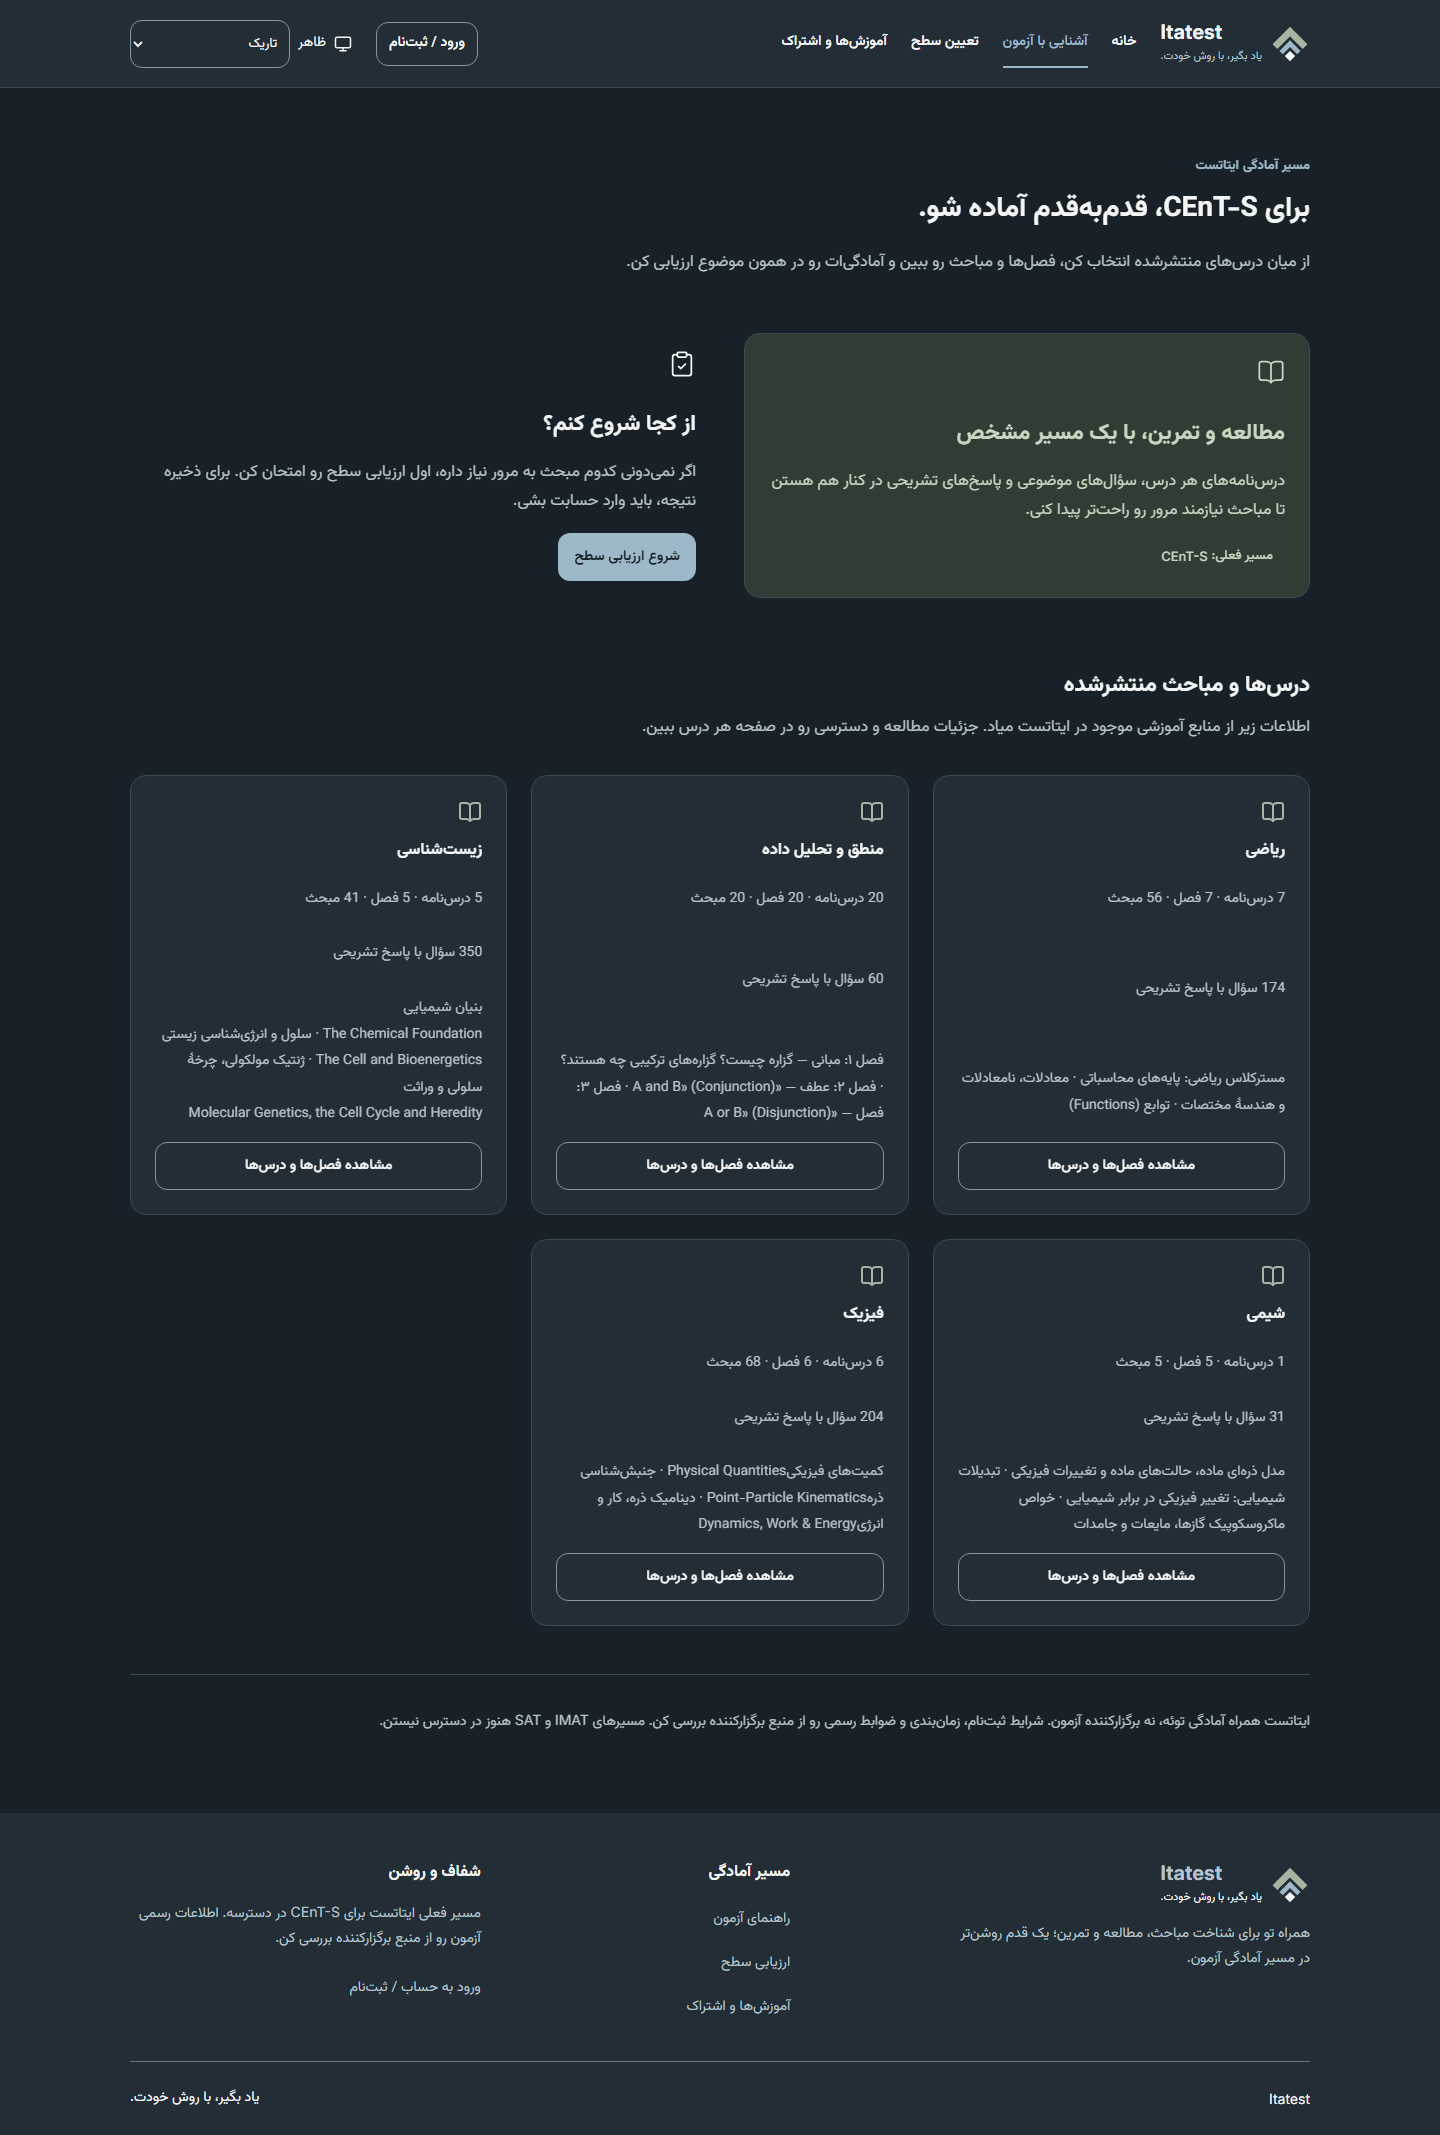 Itatest
یاد بگیر، با روش خودت.
خانه
آشنایی با آزمون
تعیین سطح
آموزش‌ها و اشتراک
ورود / ثبت‌نام
ظاهر
تاریک
مسیر آمادگی ایتاتست
برای CEnT-S، قدم‌به‌قدم آماده شو.
از میان درس‌های منتشرشده انتخاب کن، فصل‌ها و مباحث رو ببین و آمادگی‌ات رو در همون موضوع ارزیابی کن.
مطالعه و تمرین، با یک مسیر مشخص
درس‌نامه‌های هر درس، سؤال‌های موضوعی و پاسخ‌های تشریحی در کنار هم هستن
تا مباحث نیازمند مرور رو راحت‌تر پیدا کنی.
مسیر فعلی: CEnT-S
از کجا شروع کنم؟
اگر نمی‌دونی کدوم مبحث به مرور نیاز داره، اول ارزیابی سطح رو امتحان کن. برای ذخیره
نتیجه، باید وارد حسابت بشی.
شروع ارزیابی سطح
درس‌ها و مباحث منتشرشده
اطلاعات زیر از منابع آموزشی موجود در ایتاتست میاد. جزئیات مطالعه و دسترسی رو در صفحه هر درس ببین.
ریاضی
7 درس‌نامه · 7 فصل · 56 مبحث
174 سؤال با پاسخ تشریحی
مسترکلاس ریاضی: پایه‌های محاسباتی · معادلات، نامعادلات
و هندسهٔ مختصات · توابع (Functions)
مشاهده فصل‌ها و درس‌ها
منطق و تحلیل داده
20 درس‌نامه · 20 فصل · 20 مبحث
60 سؤال با پاسخ تشریحی
فصل ۱: مبانی — گزاره چیست؟ گزاره‌های ترکیبی چه هستند؟
· فصل ۲: عطف — «A and B» (Conjunction) · فصل ۳:
فصل — «A or B» (Disjunction)
مشاهده فصل‌ها و درس‌ها
زیست‌شناسی
5 درس‌نامه · 5 فصل · 41 مبحث
350 سؤال با پاسخ تشریحی
بنیان شیمیایی
The Chemical Foundation · سلول و انرژی‌شناسی زیستی
The Cell and Bioenergetics · ژنتیک مولکولی، چرخهٔ
سلولی و وراثت
Molecular Genetics, the Cell Cycle and Heredity
مشاهده فصل‌ها و درس‌ها
شیمی
1 درس‌نامه · 5 فصل · 5 مبحث
31 سؤال با پاسخ تشریحی
مدل ذره‌ای ماده، حالت‌های ماده و تغییرات فیزیکی · تبدیلات
شیمیایی: تغییر فیزیکی در برابر شیمیایی · خواص
ماکروسکوپیک گازها، مایعات و جامدات
مشاهده فصل‌ها و درس‌ها
فیزیک
6 درس‌نامه · 6 فصل · 68 مبحث
204 سؤال با پاسخ تشریحی
کمیت‌های فیزیکیPhysical Quantities · جنبش‌شناسی
ذرهPoint-Particle Kinematics · دینامیک ذره، کار و
انرژیDynamics, Work & Energy
مشاهده فصل‌ها و درس‌ها
ایتاتست همراه آمادگی توئه، نه برگزارکننده آزمون. شرایط ثبت‌نام، زمان‌بندی و ضوابط رسمی رو از منبع برگزارکننده بررسی کن. مسیرهای IMAT و SAT هنوز در دسترس نیستن.
Itatest
یاد بگیر، با روش خودت.
همراه تو برای شناخت مباحث، مطالعه و تمرین؛ یک قدم روشن‌تر
در مسیر آمادگی آزمون.
مسیر آمادگی
راهنمای آزمون
ارزیابی سطح
آموزش‌ها و اشتراک
شفاف و روشن
مسیر فعلی ایتاتست برای CEnT-S در دسترسه. اطلاعات رسمی
آزمون رو از منبع برگزارکننده بررسی کن.
ورود به حساب / ثبت‌نام
Itatest
یاد بگیر، با روش خودت.